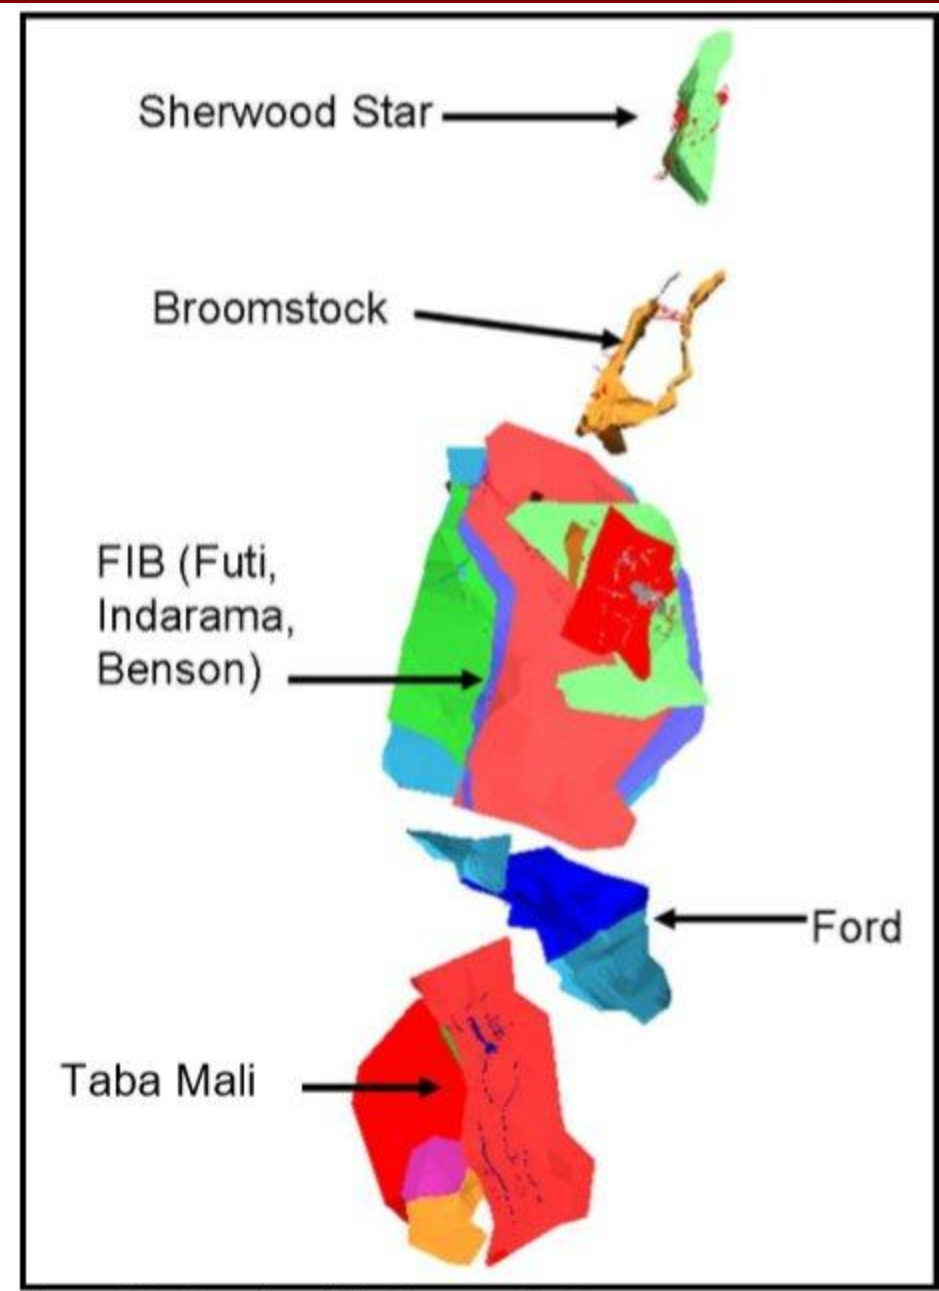 Sherwood Star
Broomstock
FIB (Futi,
Indarama,
Benson)
Ford
Taba Mali